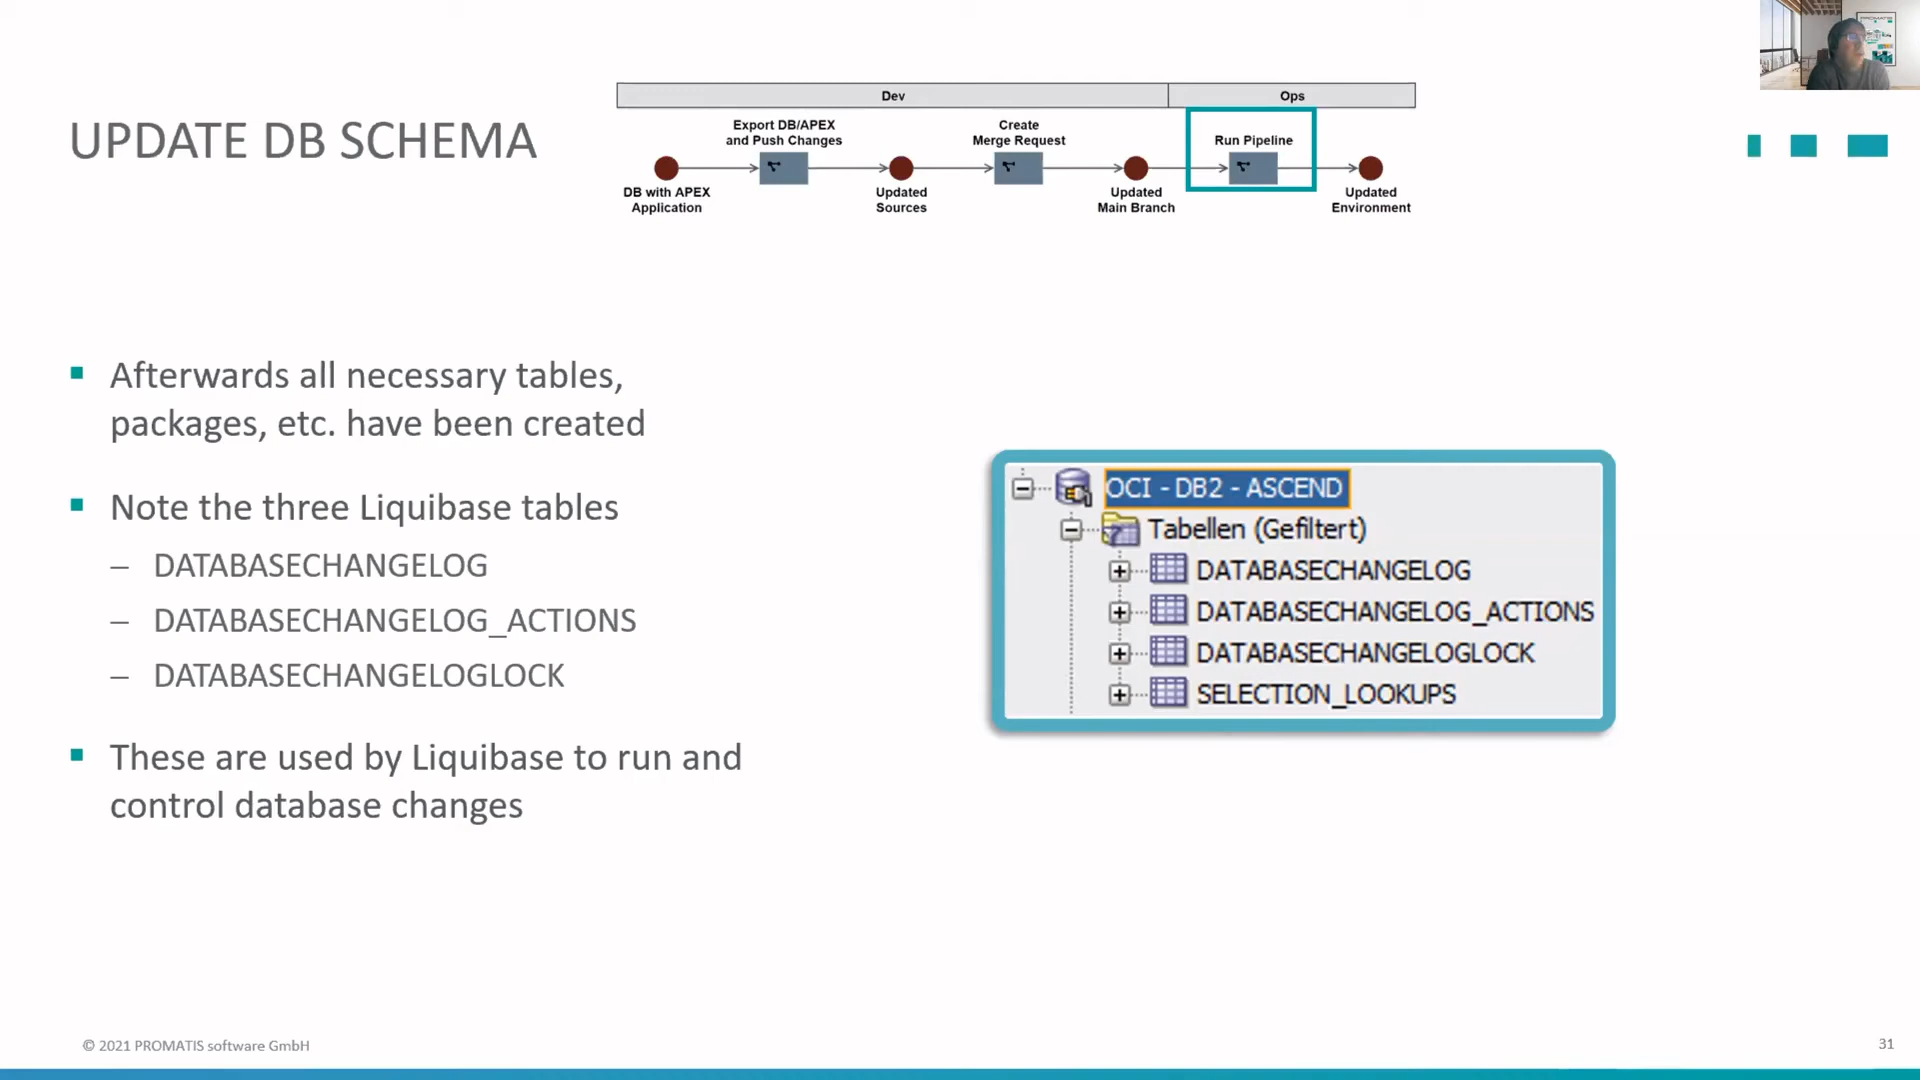 UPDATE DB SCHEMA
Dev
Ops
Export DB/APEX
and Push Changes
Create
Merge Request
Run Pipeline
DB with APEX
Application
Updated
Sources
Updated
Main Branch
Updated
Environment
Afterwards all necessary tables,
packages, etc. have been created
Note the three Liquibase tables
– DATABASECHANGELOG
– DATABASECHANGELOG_ACTIONS
– DATABASECHANGELOGLOCK
These are used by Liquibase to run and
control database changes
OCI - DB2 - ASCEND
Tabellen (Gefiltert)
DATABASECHANGELOG
DATABASECHANGELOG_ACTIONS
DATABASECHANGELOGLOCK
SELECTION_LOOKUPS
© 2021 PROMATIS software GmbH
31
PROMATIS